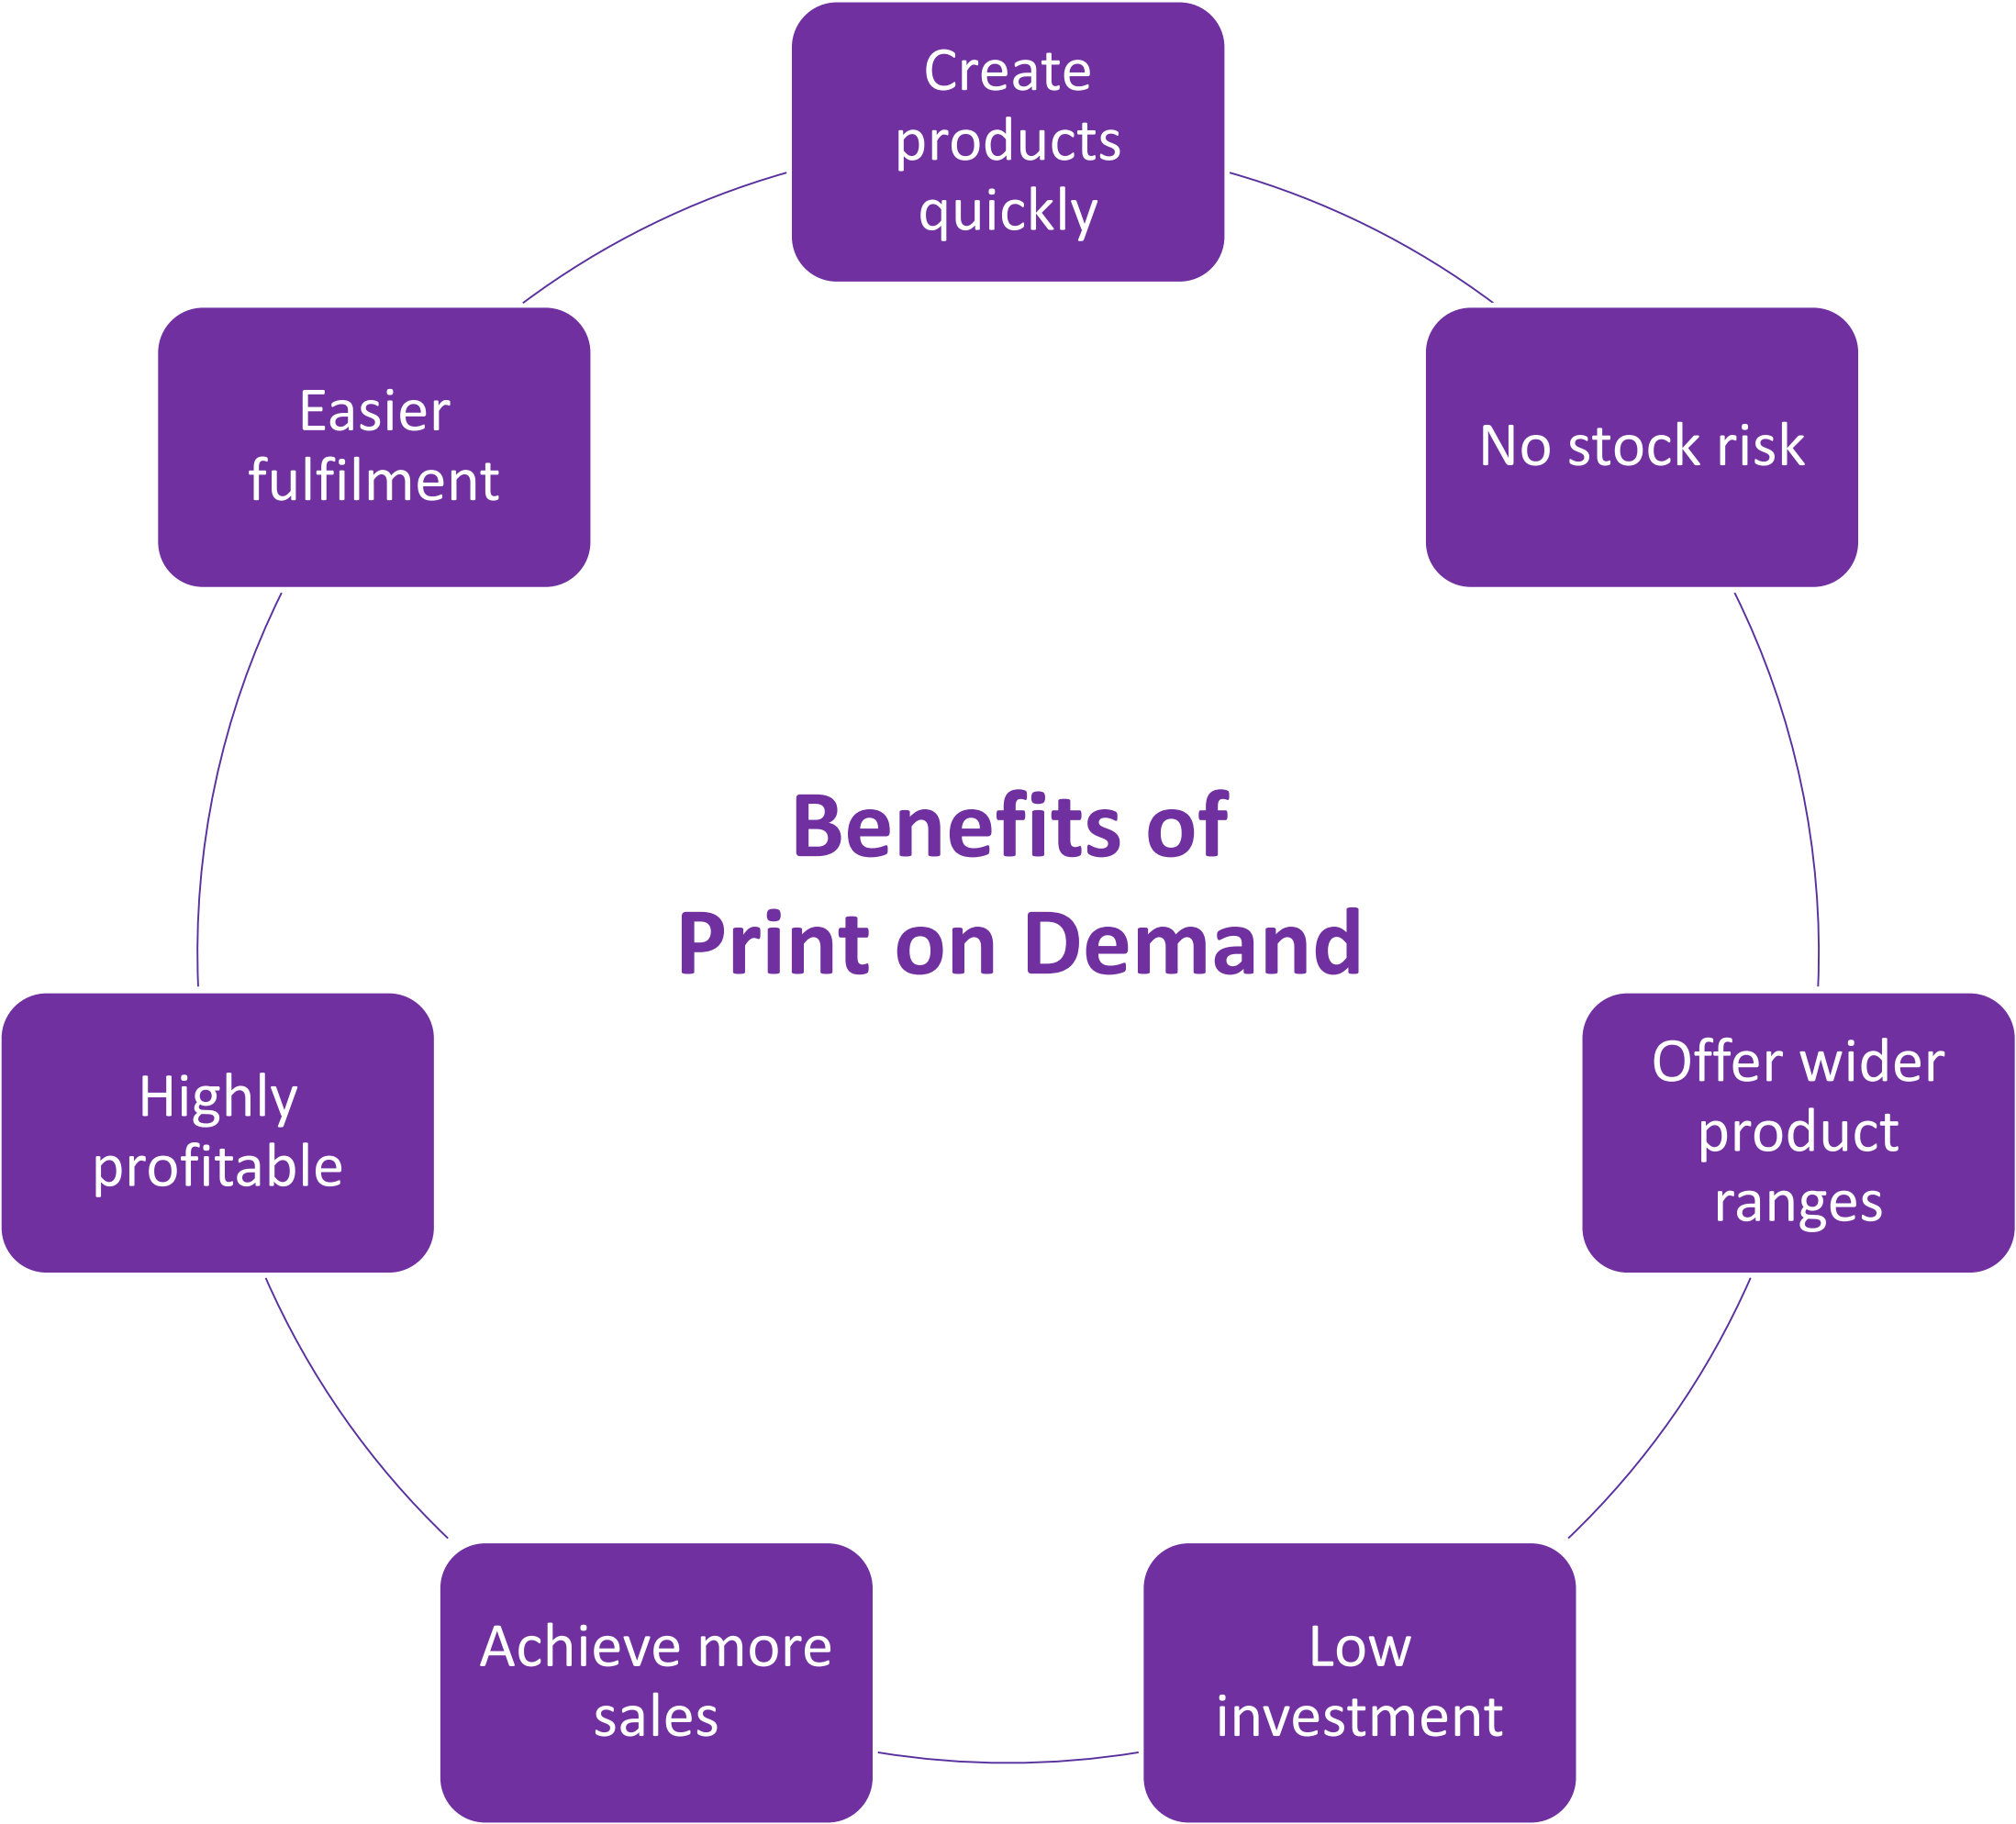 Create
products
quickly
No stock risk
Offer wider
product
ranges
Low
investment
Achieve more
sales
Highly
profitable
Easier
fulfilment
Benefits of
Print on Demand